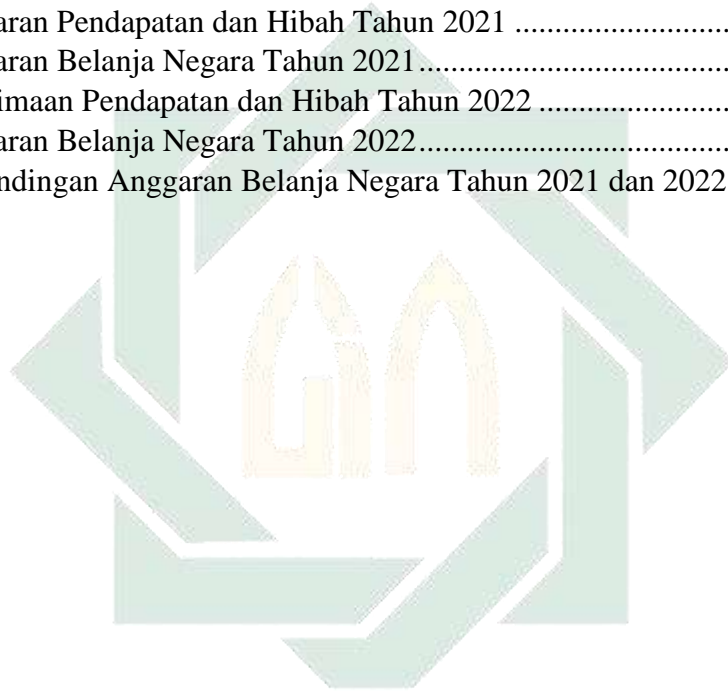 aran Pendapatan dan Hibah Tahun 2021 ............................
aran Belanja Negara Tahun 2021.......................................
imaan Pendapatan dan Hibah Tahun 2022 .........................
aran Belanja Negara Tahun 2022.......................................
ndingan Anggaran Belanja Negara Tahun 2021 dan 2022